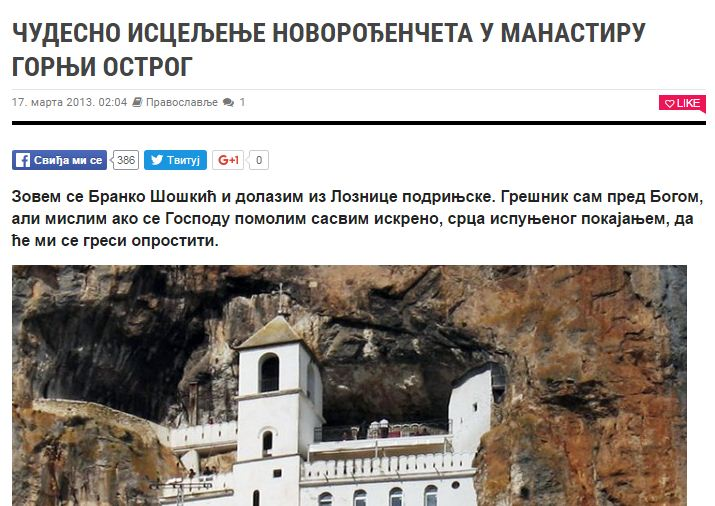 ЧУДЕСНО ИСЦЕЉЕЊЕ НОВОРОЂЕНЧЕТА У МАНАСТИРУ
ГОРЊИ ОСТРОГ
17. марта 2013. 02:04 Православље 1
LIKE
Свиђа ми се 386 Твитуј G+1 0
Зовем се Бранко Шошкић и долазим из Лознице подрињске. Грешник сам пред Богом,
али мислим ако се Господу помолим сасвим искрено, срца испуњеног покајањем, да
ће ми се греси опростити.